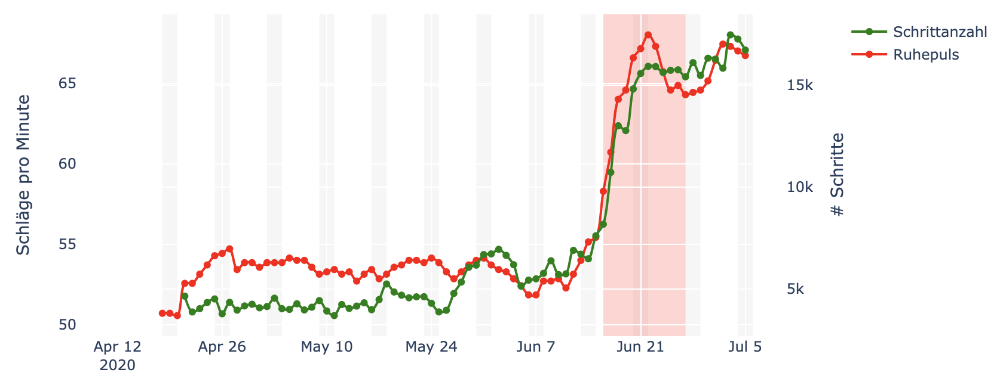 Schrittanzahl
Ruhepuls
Schläge pro Minute
65
60
55
50
15k
10k
5k
# Schritte
Apr 12
2020
Apr 26
May 10
May 24
Jun 7
Jun 21
Jul 5